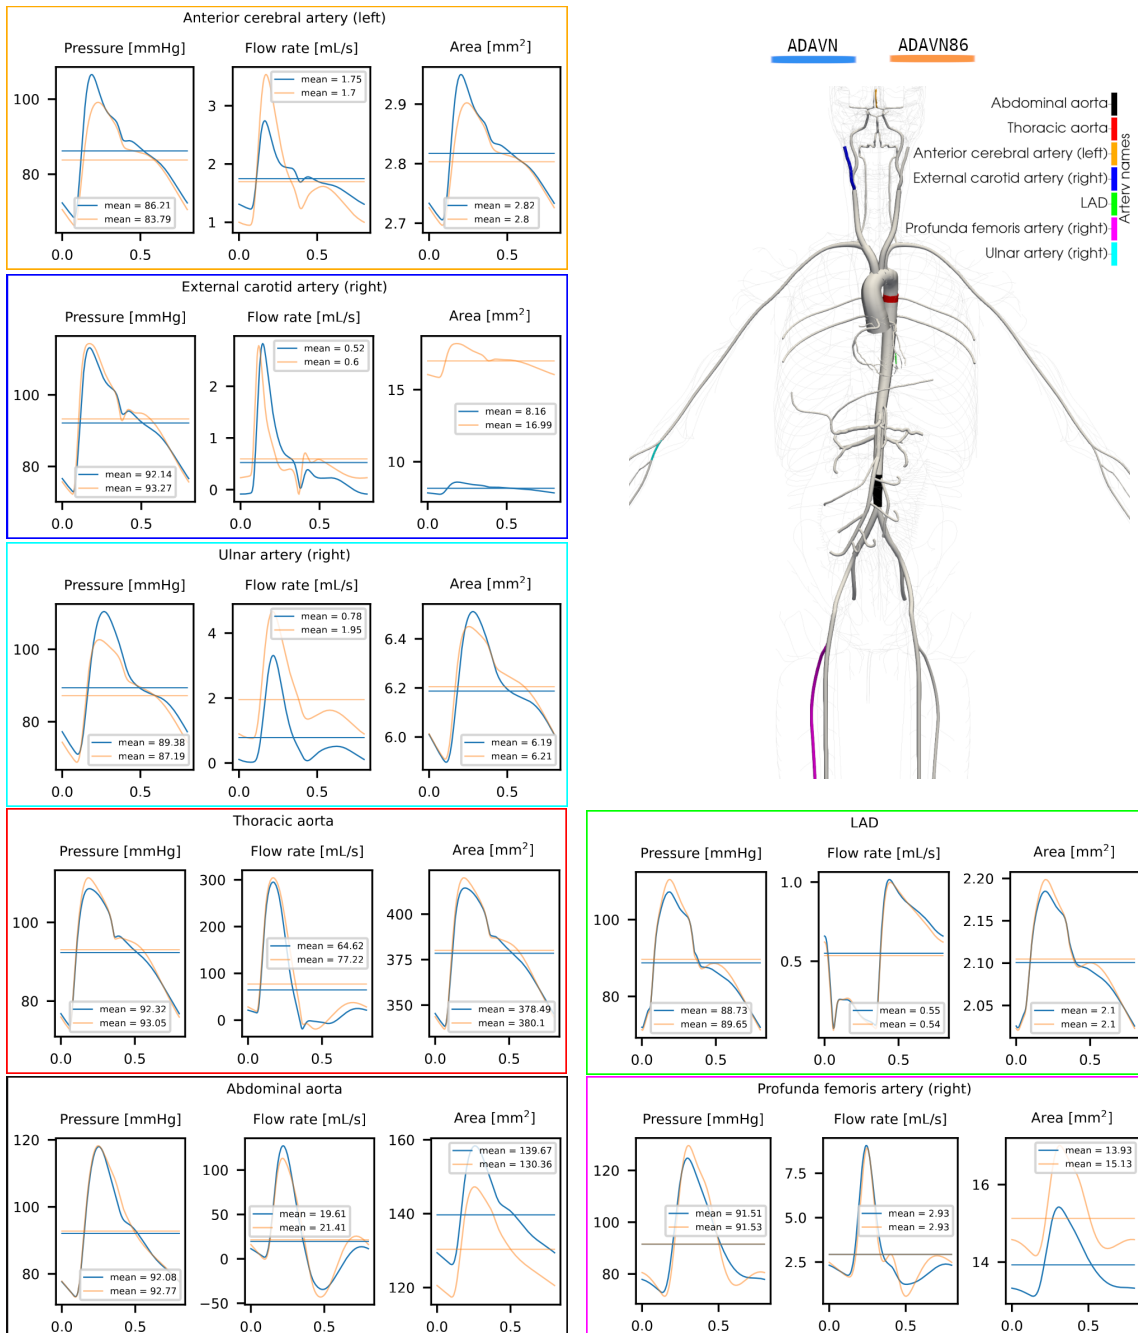 Anterior cerebral artery (left)
Pressure [mmHg]
Flow rate [mL/s]
Area [mm²]
100
80
mean = 86.21
mean = 83.79
0.0
0.5
3
2
1
mean = 1.75
mean = 1.7
0.0
0.5
2.9
2.8
2.7
mean = 2.82
mean = 2.8
0.0
0.5
External carotid artery (right)
Pressure [mmHg]
Flow rate [mL/s]
Area [mm²]
100
80
mean = 92.14
mean = 93.27
0.0
0.5
2
1
0
mean = 0.52
mean = 0.6
0.0
0.5
15
10
mean = 8.16
mean = 16.99
0.0
0.5
Ulnar artery (right)
Pressure [mmHg]
Flow rate [mL/s]
Area [mm²]
100
80
mean = 89.38
mean = 87.19
0.0
0.5
4
2
0
mean = 0.78
mean = 1.95
0.0
0.5
6.4
6.2
6.0
mean = 6.19
mean = 6.21
0.0
0.5
Thoracic aorta
Pressure [mmHg]
Flow rate [mL/s]
Area [mm²]
100
80
mean = 92.32
mean = 93.05
0.0
0.5
300
200
100
0
mean = 64.62
mean = 77.22
0.0
0.5
400
375
350
mean = 378.49
mean = 380.1
0.0
0.5
Abdominal aorta
Pressure [mmHg]
Flow rate [mL/s]
Area [mm²]
120
100
80
mean = 92.08
mean = 92.77
0.0
0.5
100
50
0
−50
mean = 19.61
mean = 21.41
0.0
0.5
160
140
120
mean = 139.67
mean = 130.36
0.0
0.5
ADAVN
ADAVN86
Abdominal aorta
Thoracic aorta
Anterior cerebral artery (left)
External carotid artery (right)
LAD
Profunda femoris artery (right)
Ulnar artery (right)
Artery names
LAD
Pressure [mmHg]
Flow rate [mL/s]
Area [mm²]
100
80
mean = 88.73
mean = 89.65
0.0
0.5
1.0
0.5
mean = 0.55
mean = 0.54
0.0
0.5
2.20
2.15
2.10
2.05
mean = 2.1
mean = 2.1
0.0
0.5
Profunda femoris artery (right)
Pressure [mmHg]
Flow rate [mL/s]
Area [mm²]
120
100
80
mean = 91.51
mean = 91.53
0.0
0.5
7.5
5.0
2.5
mean = 2.93
mean = 2.93
0.0
0.5
16
14
mean = 13.93
mean = 15.13
0.0
0.5